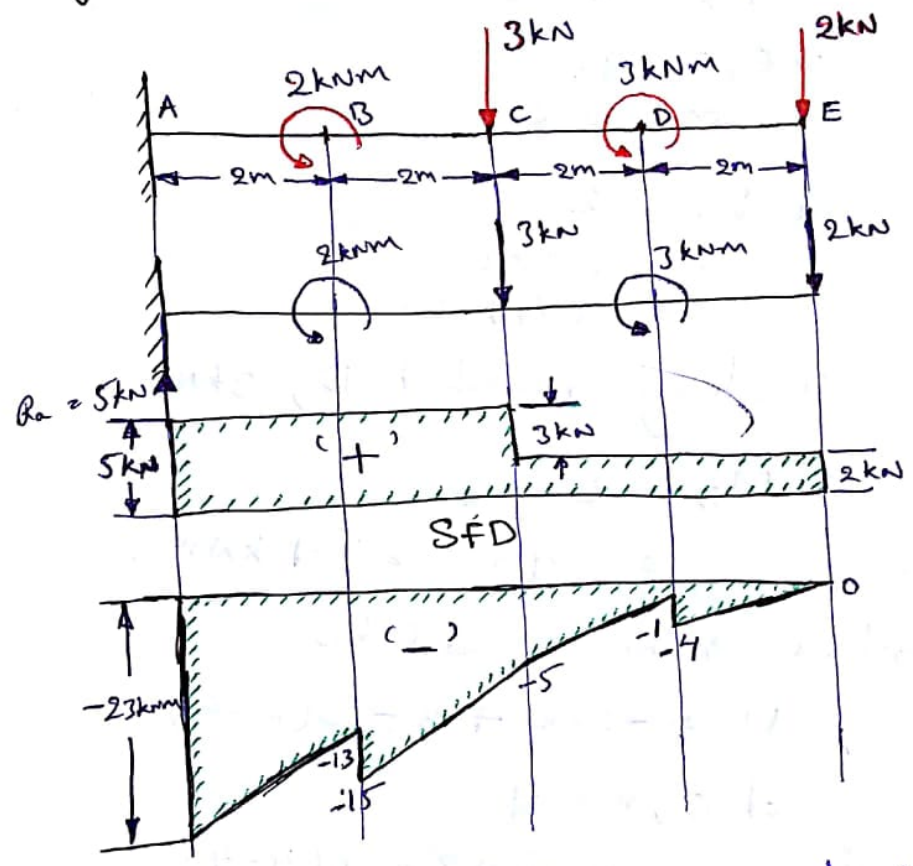 3kN
2kN
2kNm
3kNm
A
B
C
D
E
2m
2m
2m
2m
3kN
2kN
2kNm
3kNm
Ra = 5kN
5kN
(+)
3kN
2kN
SFD
0
(-)
-1
-4
-5
-23kNm
-13
-15